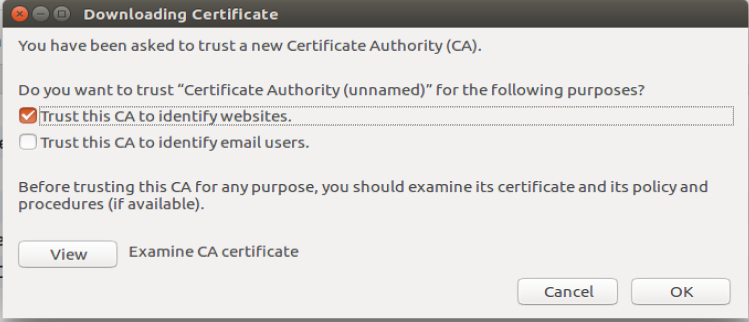 Downloading Certificate
You have been asked to trust a new Certificate Authority (CA).
Do you want to trust “Certificate Authority (unnamed)” for the following purposes?
Trust this CA to identify websites.
Trust this CA to identify email users.
Before trusting this CA for any purpose, you should examine its certificate and its policy and
procedures (if available).
View Examine CA certificate
Cancel OK